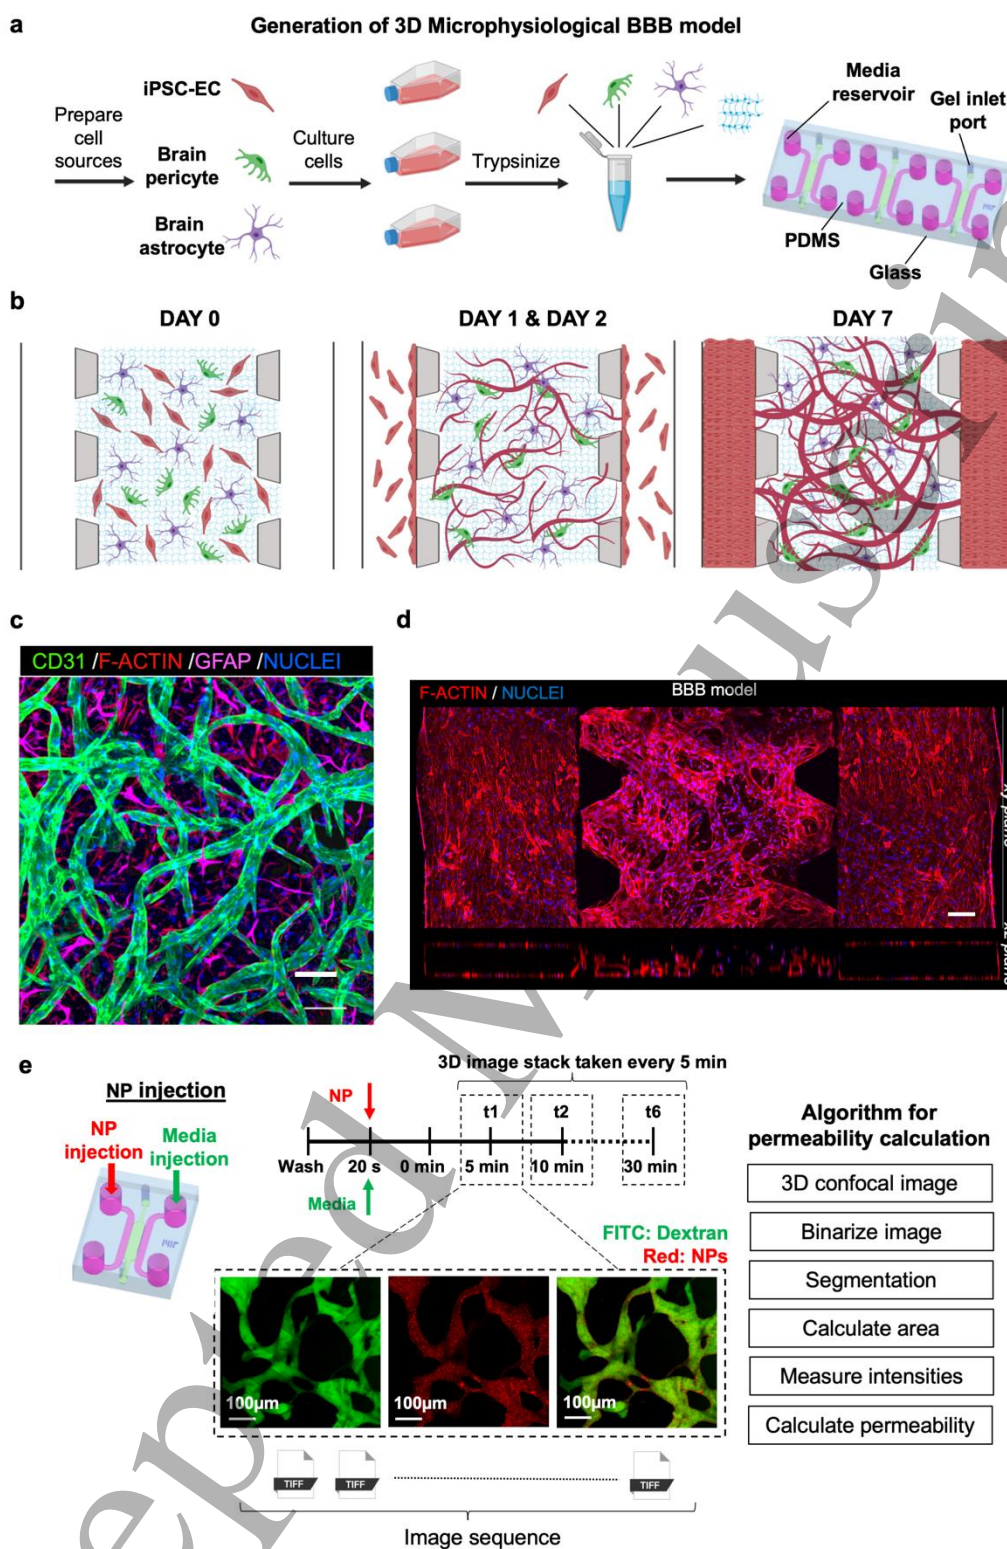 a
Generation of 3D Microphysiological BBB model
Prepare
cell
sources
iPSC-EC
Brain
pericyte
Brain
astrocyte
Culture
cells
Trypsinize
Media
reservoir
Gel inlet
port
PDMS
Glass
b
DAY 0
DAY 1 & DAY 2
DAY 7
c
CD31 /F-ACTIN /GFAP /NUCLEI
d
F-ACTIN / NUCLEI
BBB model
e
NP injection
NP
injection
Media
injection
3D image stack taken every 5 min
NP
t1
t2
t6
Wash
20 s
0 min
5 min
10 min
30 min
Media
FITC: Dextran
Red: NPs
100μm
100μm
100μm
TIFF
TIFF
TIFF
Image sequence
Algorithm for
permeability calculation
3D confocal image
Binarize image
Segmentation
Calculate area
Measure intensities
Calculate permeability